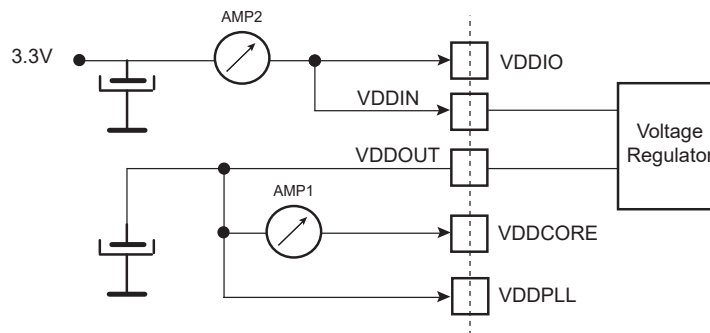 AMP2
3.3V
VDDIO
VDDIN
Voltage
Regulator
VDDOUT
AMP1
VDDCORE
VDDPLL